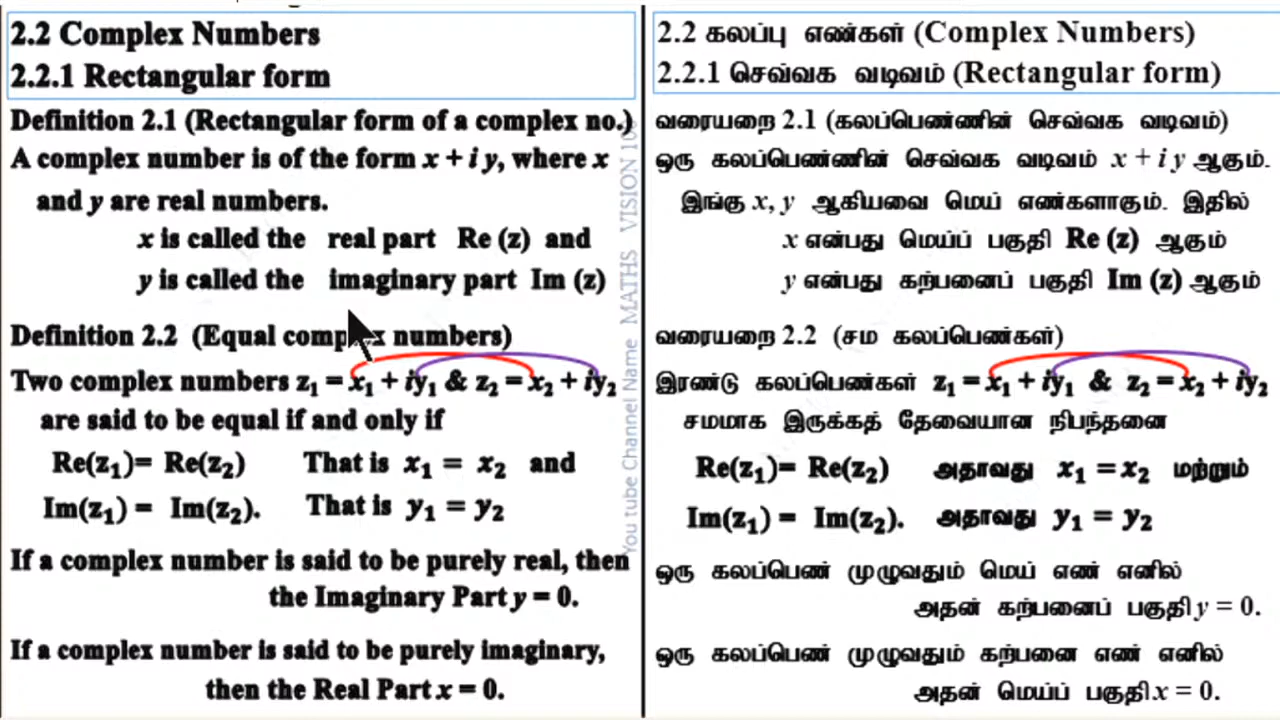 2.2 Complex Numbers
2.2.1 Rectangular form
Definition 2.1 (Rectangular form of a complex no.)
A complex number is of the form x + i y, where x
and y are real numbers.
x is called the real part Re (z) and
y is called the imaginary part Im (z)
Definition 2.2 (Equal complex numbers)
Two complex numbers z₁ = x₁ + iy₁ & z₂ = x₂ + iy₂
are said to be equal if and only if
Re(z₁)= Re(z₂) That is x₁ = x₂ and
Im(z₁) = Im(z₂). That is y₁ = y₂
If a complex number is said to be purely real, then
the Imaginary Part y = 0.
If a complex number is said to be purely imaginary,
then the Real Part x = 0.
You tube Channel Name MATHS VISION
2.2 கலப்பு எண்கள் (Complex Numbers)
2.2.1 செவ்வக வடிவம் (Rectangular form)
வரையறை 2.1 (கலப்பெண்ணின் செவ்வக வடிவம்)
ஒரு கலப்பெண்ணின் செவ்வக வடிவம் x + i y ஆகும்.
இங்கு x, y ஆகியவை மெய் எண்களாகும். இதில்
x என்பது மெய்ப் பகுதி Re (z) ஆகும்
y என்பது கற்பனைப் பகுதி Im (z) ஆகும்
வரையறை 2.2 (சம கலப்பெண்கள்)
இரண்டு கலப்பெண்கள் z₁ = x₁ + iy₁ & z₂ = x₂ + iy₂
சமமாக இருக்கத் தேவையான நிபந்தனை
Re(z₁)= Re(z₂) அதாவது x₁ = x₂ மற்றும்
Im(z₁) = Im(z₂). அதாவது y₁ = y₂
ஒரு கலப்பெண் முழுவதும் மெய் எண் எனில்
அதன் கற்பனைப் பகுதி y = 0.
ஒரு கலப்பெண் முழுவதும் கற்பனை எண் எனில்
அதன் மெய்ப் பகுதி x = 0.